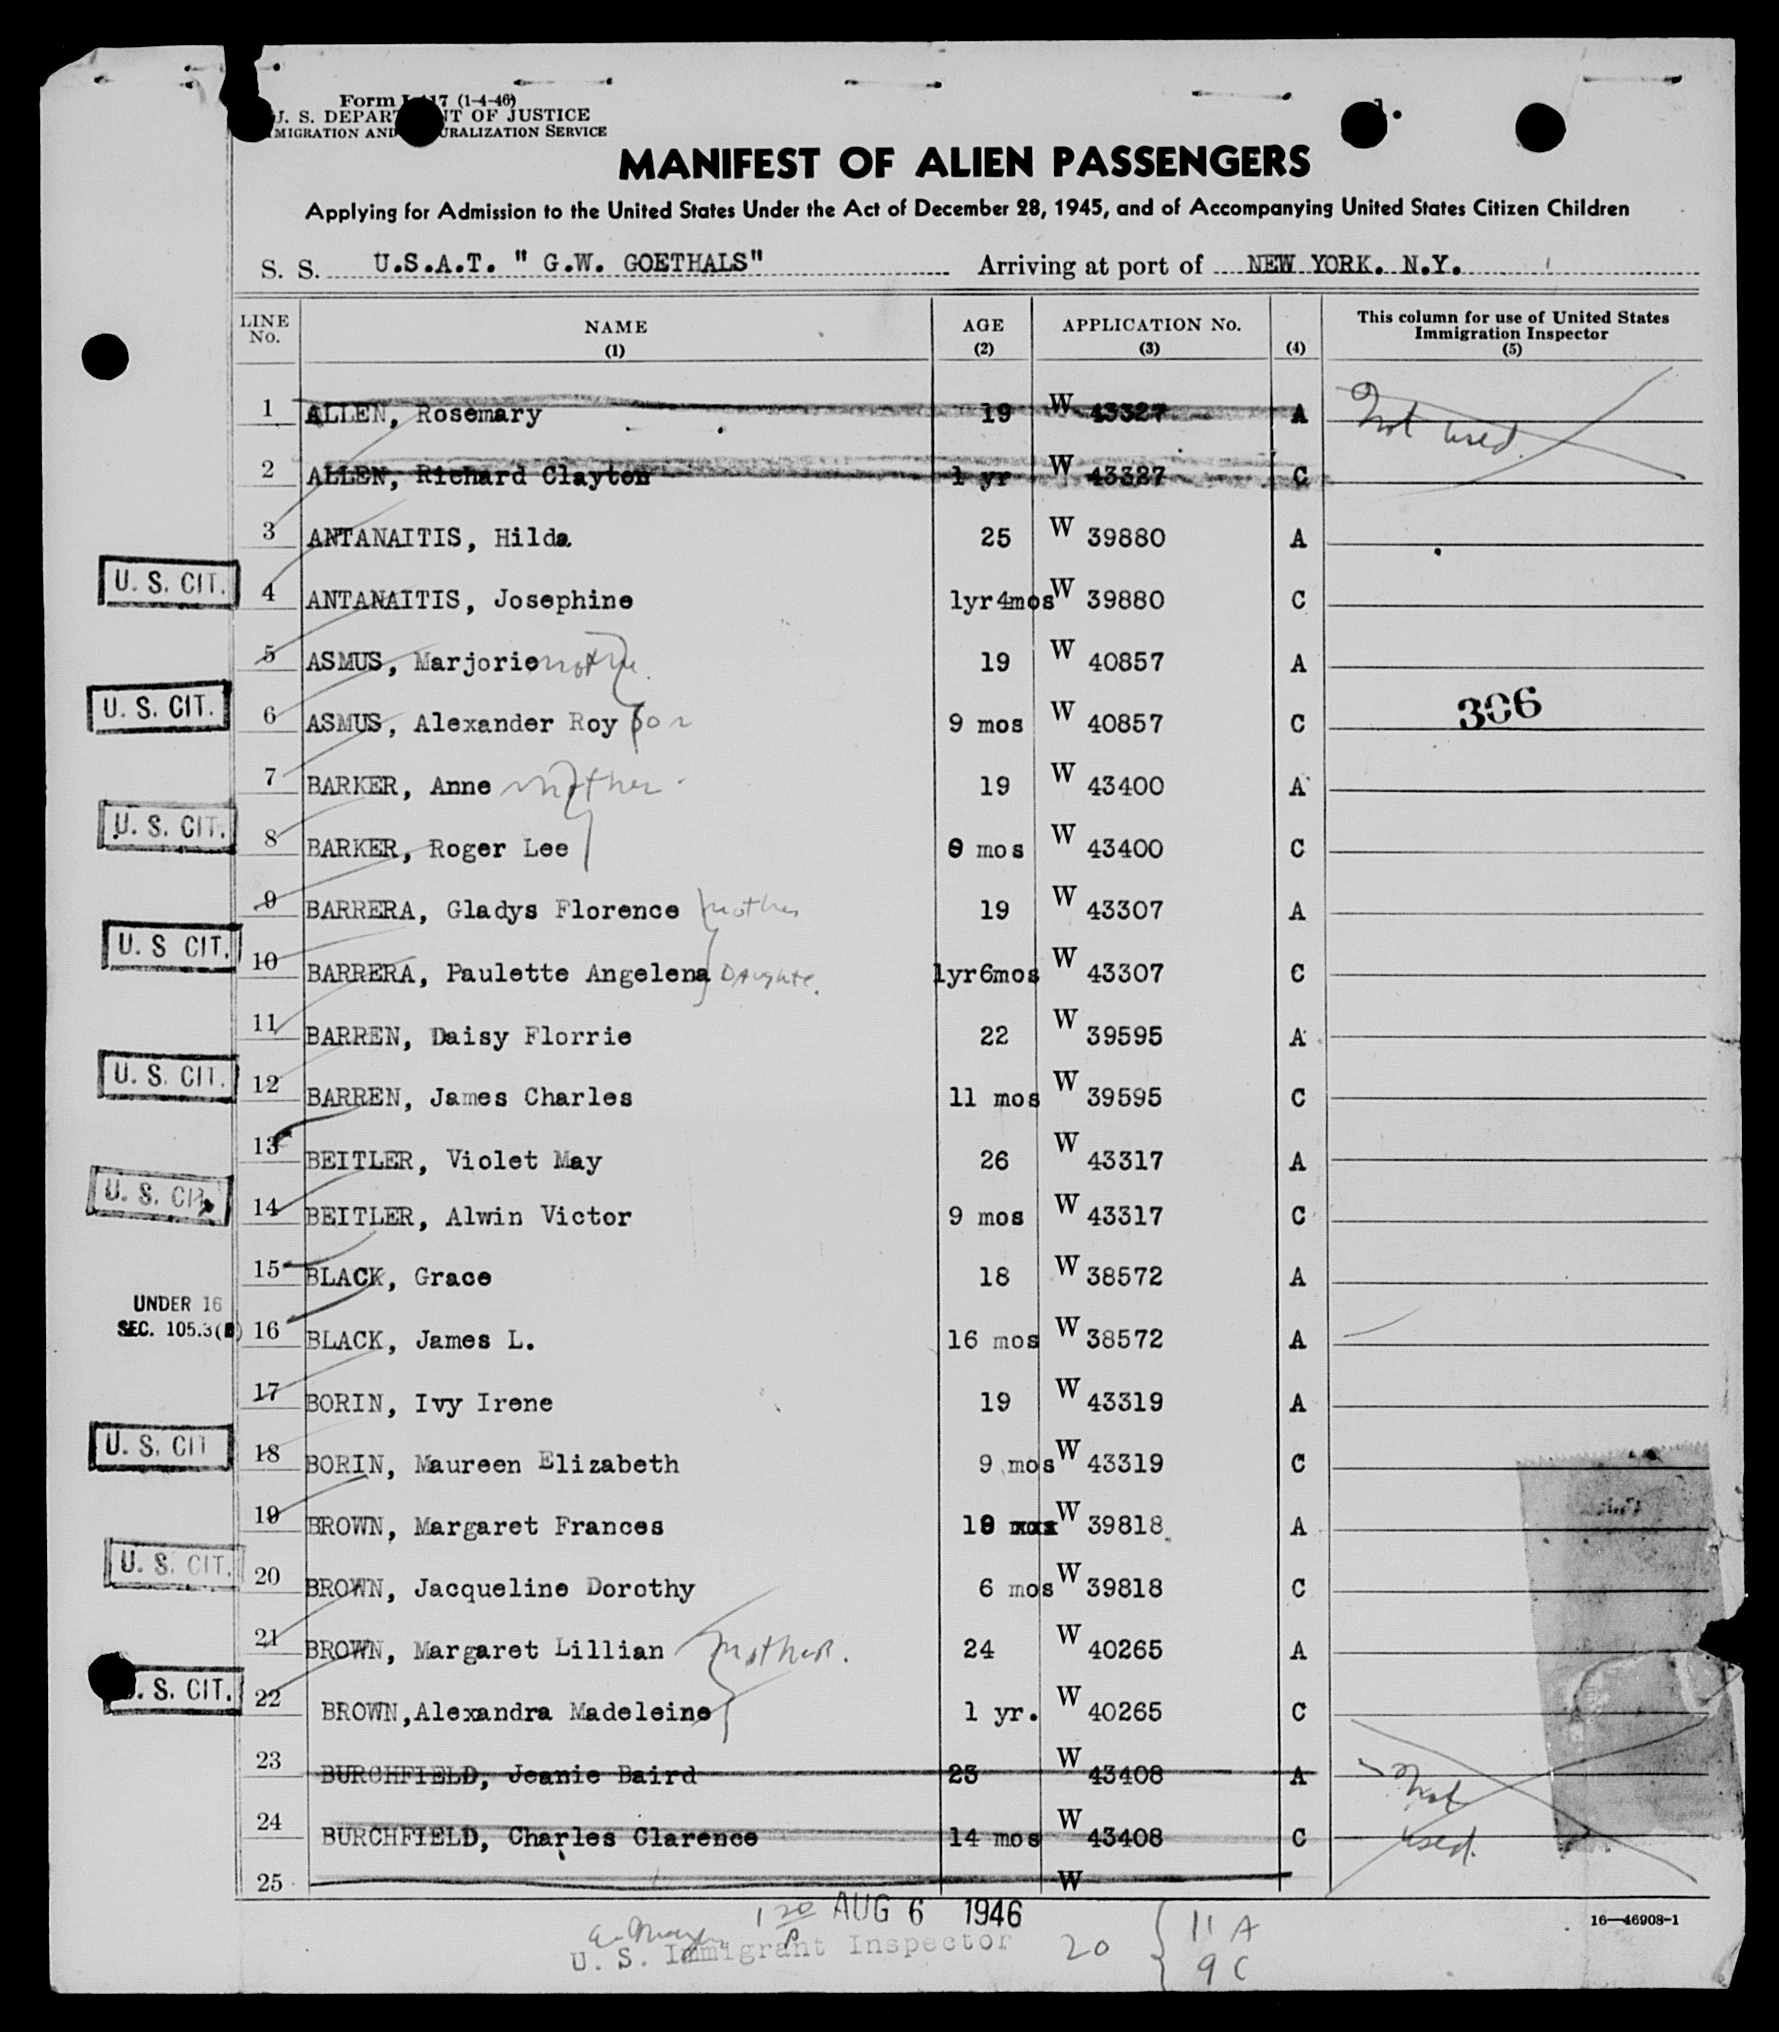 Form I-417 (1-4-46)
U. S. DEPARTMENT OF JUSTICE
IMMIGRATION AND NATURALIZATION SERVICE
1.
MANIFEST OF ALIEN PASSENGERS
Applying for Admission to the United States Under the Act of December 28, 1945, and of Accompanying United States Citizen Children
S. S. U.S.A.T. " G.W. GOETHALS" Arriving at port of NEW YORK. N.Y.
LINE No. NAME (1) AGE (2) APPLICATION No. (3) (4) This column for use of United States Immigration Inspector (5)
1 ALLEN, Rosemary 19 W 43327 A Not used.
2 ALLEN, Richard Clayton 1 yr W 43327 C
3 ANTANAITIS, Hilda 25 W 39880 A
U. S. CIT. 4 ANTANAITIS, Josephine 1yr4mos W 39880 C
5 ASMUS, Marjorie mother 19 W 40857 A
U. S. CIT. 6 ASMUS, Alexander Roy son 9 mos W 40857 C 306
7 BARKER, Anne mother 19 W 43400 A
U. S. CIT. 8 BARKER, Roger Lee mos W 43400 C
9 BARRERA, Gladys Florence mother 19 W 43307 A
U. S CIT. 10 BARRERA, Paulette Angelena Daughte. 1yr6mos W 43307 C
11 BARREN, Daisy Florrie 22 W 39595 A
U. S. CIT. 12 BARREN, James Charles 11 mos W 39595 C
13 BEITLER, Violet May 26 W 43317 A
U. S. CIT. 14 BEITLER, Alwin Victor 9 mos W 43317 C
15 BLACK, Grace 18 W 38572 A
UNDER 16
SEC. 105.3( ) 16 BLACK, James L. 16 mos W 38572 A
17 BORIN, Ivy Irene 19 W 43319 A
U. S. CIT 18 BORIN, Maureen Elizabeth 9 mos W 43319 C
19 BROWN, Margaret Frances xxx W 39818 A
U. S. CIT. 20 BROWN, Jacqueline Dorothy 6 mos W 39818 C
21 BROWN, Margaret Lillian mother. 24 W 40265 A
U. S. CIT. 22 BROWN,Alexandra Madeleine 1 yr. W 40265 C
23 BURCHFIELD, Jeanie Baird 23 W 43408 A Not
24 BURCHFIELD, Charles Clarence 14 mos W 43408 C used.
25 W
1 20 P AUG 6 1946
16—46908-1
U. S. Immigrant Inspector 20 { 11 A
9 C